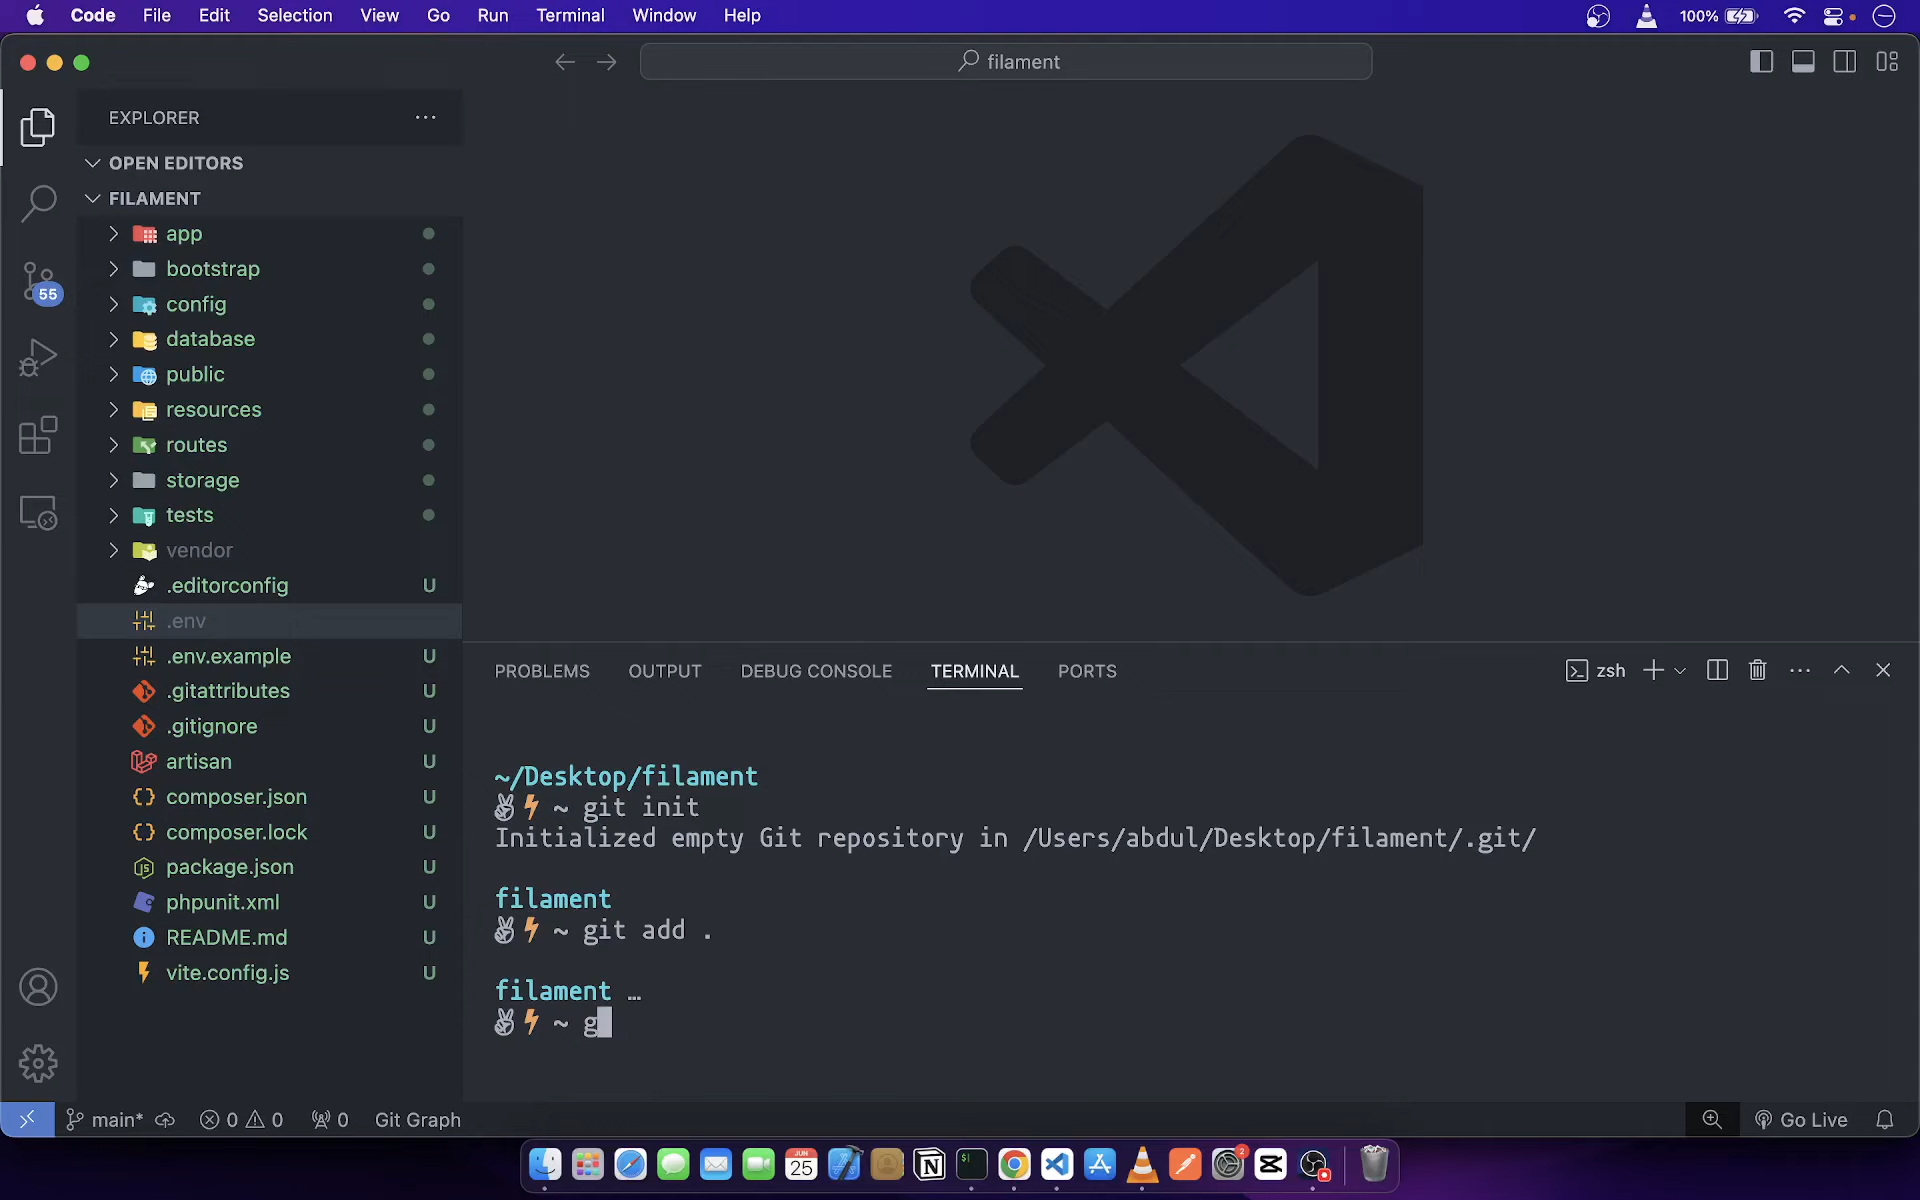 Code File Edit Selection View Go Run Terminal Window Help 100%
filament
EXPLORER
OPEN EDITORS
FILAMENT
app
bootstrap
55
config
database
public
resources
routes
storage
tests
vendor
.editorconfig U
.env
.env.example U
.gitattributes U
.gitignore U
artisan U
composer.json U
composer.lock U
package.json U
phpunit.xml U
README.md U
vite.config.js U
PROBLEMS OUTPUT DEBUG CONSOLE TERMINAL PORTS zsh
~/Desktop/filament
~ git init
Initialized empty Git repository in /Users/abdul/Desktop/filament/.git/
filament
~ git add .
filament …
~ g
main* 0 0 0 Git Graph Go Live
JUN
25
2